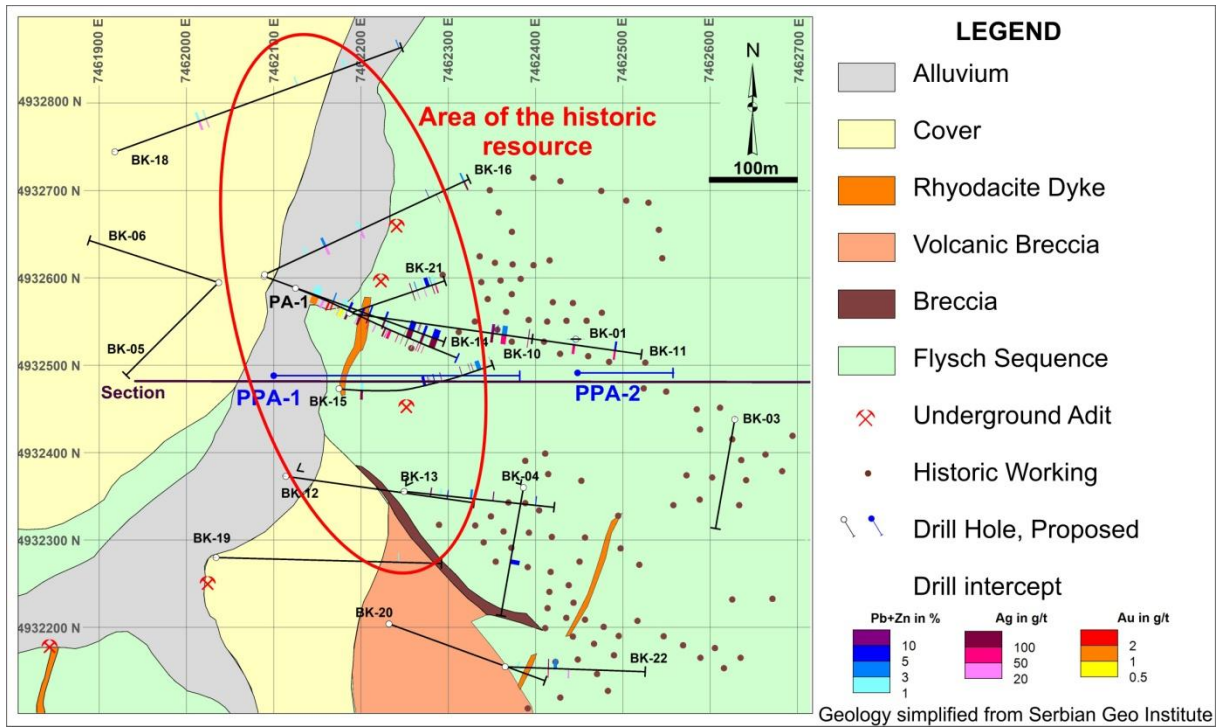 7461900 E
7462000 E
7462100 E
7462200 E
7462300 E
7462400 E
7462500 E
7462600 E
7462700 E
4932800 N
4932700 N
4932600 N
4932500 N
4932400 N
4932300 N
4932200 N
Area of the historic
resource
N
100m
BK-18
BK-16
BK-06
BK-21
PA-1
BK-01
BK-14
BK-10
BK-11
BK-05
Section
PPA-1
BK-15
PPA-2
BK-03
BK-13
BK-04
BK-12
BK-19
BK-20
BK-22
LEGEND
Alluvium
Cover
Rhyodacite Dyke
Volcanic Breccia
Breccia
Flysch Sequence
Underground Adit
Historic Working
Drill Hole, Proposed
Drill intercept
Pb+Zn in % Ag in g/t Au in g/t
10 100 2
5 50 1
3 20 0.5
1
Geology simplified from Serbian Geo Institute